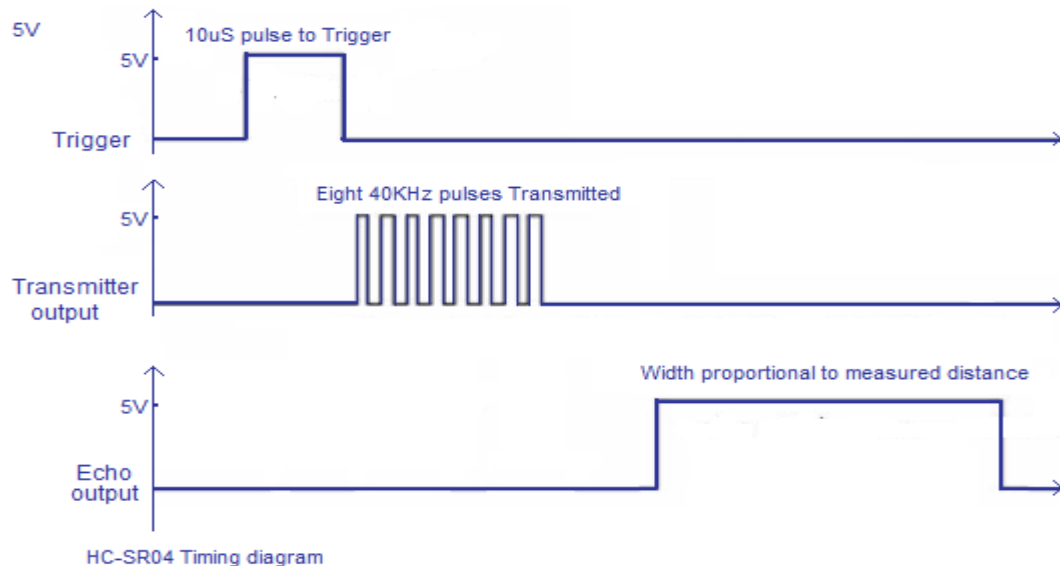 5V
10uS pulse to Trigger
5V
Trigger
Eight 40KHz pulses Transmitted
5V
Transmitter
output
Width proportional to measured distance
5V
Echo
output
HC-SR04 Timing diagram